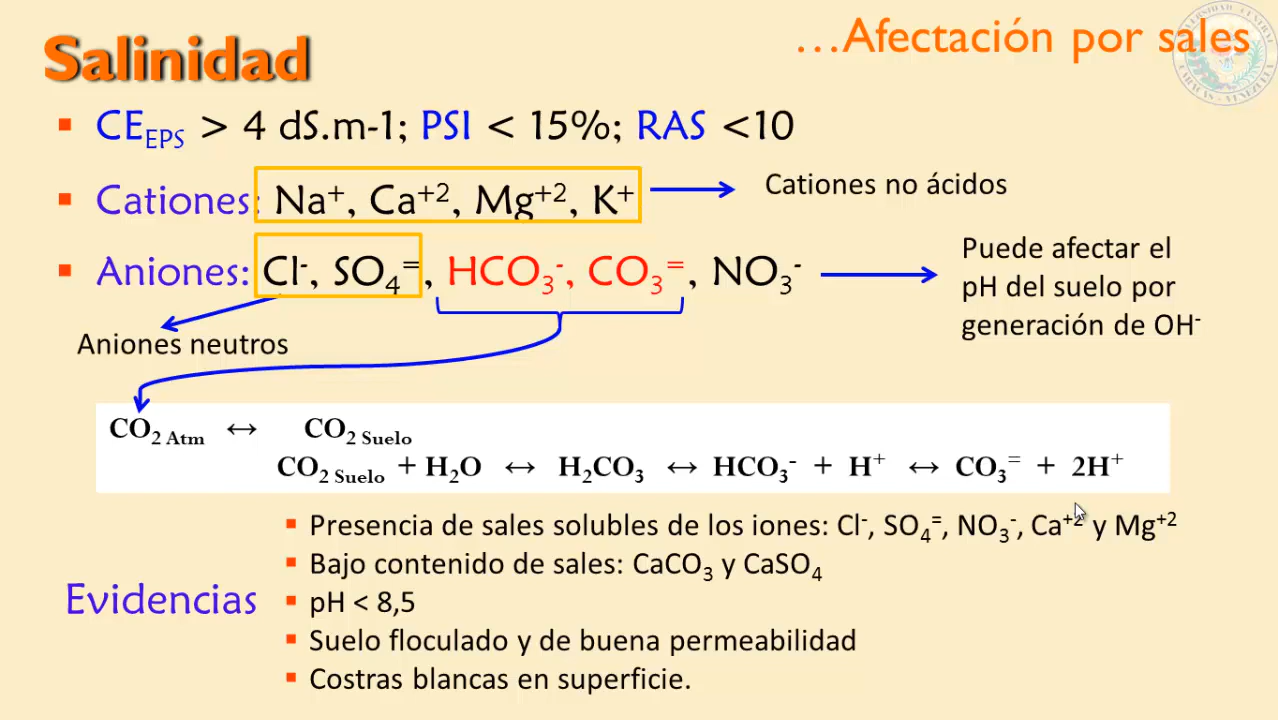 Salinidad
…Afectación por sales
CE_EPS > 4 dS.m-1; PSI < 15%; RAS <10
Cationes: Na⁺, Ca⁺², Mg⁺², K⁺
Cationes no ácidos
Aniones: Cl⁻, SO₄⁼, HCO₃⁻, CO₃⁼, NO₃⁻
Puede afectar el
pH del suelo por
generación de OH⁻
Aniones neutros
CO₂ Atm ↔ CO₂ Suelo
CO₂ Suelo + H₂O ↔ H₂CO₃ ↔ HCO₃⁻ + H⁺ ↔ CO₃⁼ + 2H⁺
Evidencias
Presencia de sales solubles de los iones: Cl⁻, SO₄⁼, NO₃⁻, Ca⁺² y Mg⁺²
Bajo contenido de sales: CaCO₃ y CaSO₄
pH < 8,5
Suelo floculado y de buena permeabilidad
Costras blancas en superficie.